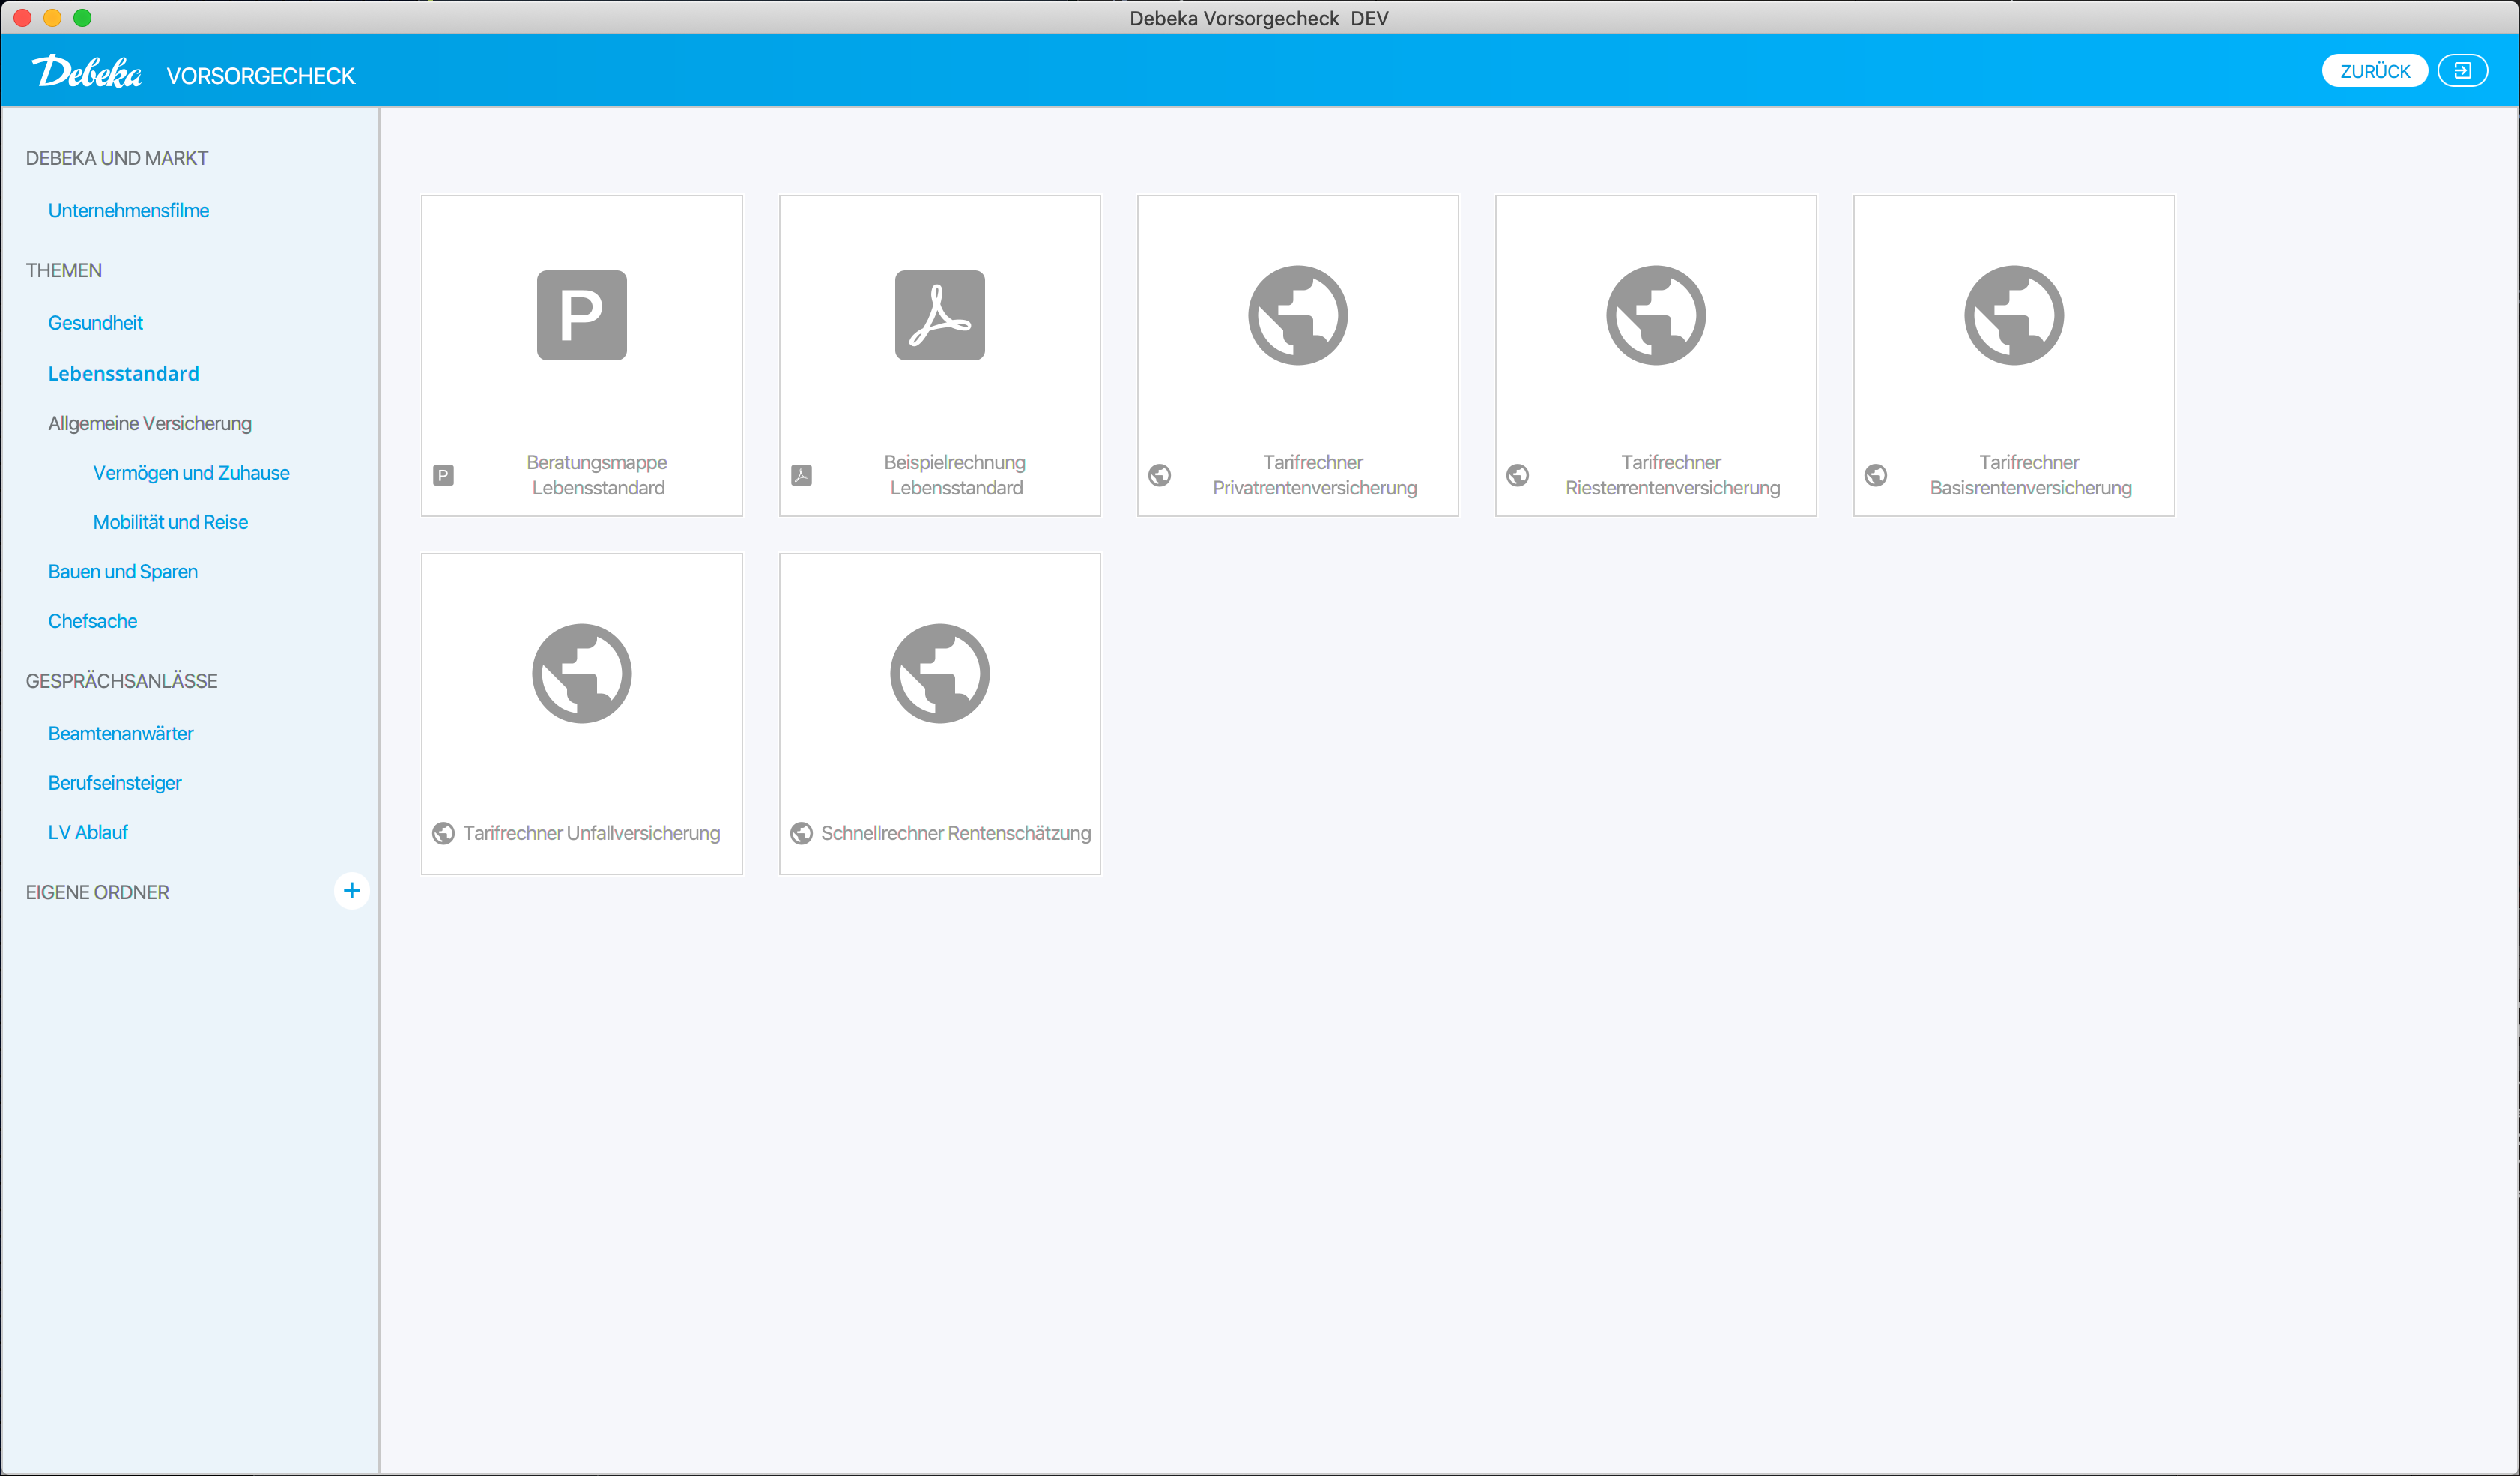 Debeka Vorsorgecheck DEV
Debeka VORSORGECHECK
ZURÜCK
DEBEKA UND MARKT
Unternehmensfilme
THEMEN
Gesundheit
Lebensstandard
Allgemeine Versicherung
Vermögen und Zuhause
Mobilität und Reise
Bauen und Sparen
Chefsache
GESPRÄCHSANLÄSSE
Beamtenanwärter
Berufseinsteiger
LV Ablauf
EIGENE ORDNER
P
P
Beratungsmappe
Lebensstandard
Beispielrechnung
Lebensstandard
Tarifrechner
Privatrentenversicherung
Tarifrechner
Riesterrentenversicherung
Tarifrechner
Basisrentenversicherung
Tarifrechner Unfallversicherung
Schnellrechner Rentenschätzung